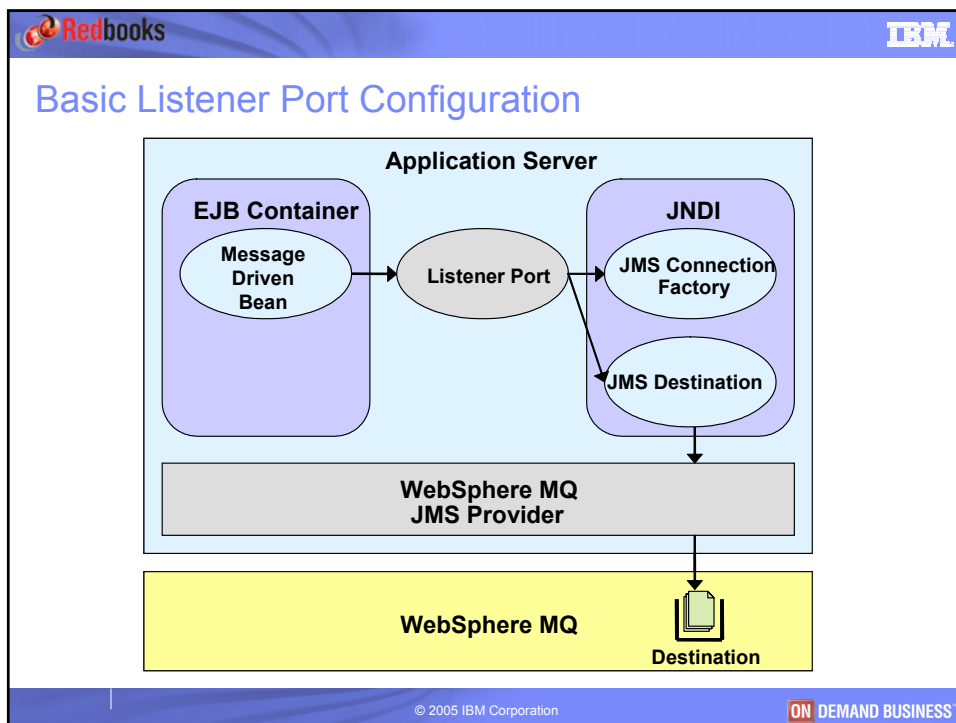 Redbooks
IBM.
Basic Listener Port Configuration
Application Server
EJB Container
JNDI
Message
Driven
Bean
Listener Port
JMS Connection
Factory
JMS Destination
WebSphere MQ
JMS Provider
WebSphere MQ
Destination
© 2005 IBM Corporation
ON DEMAND BUSINESS™